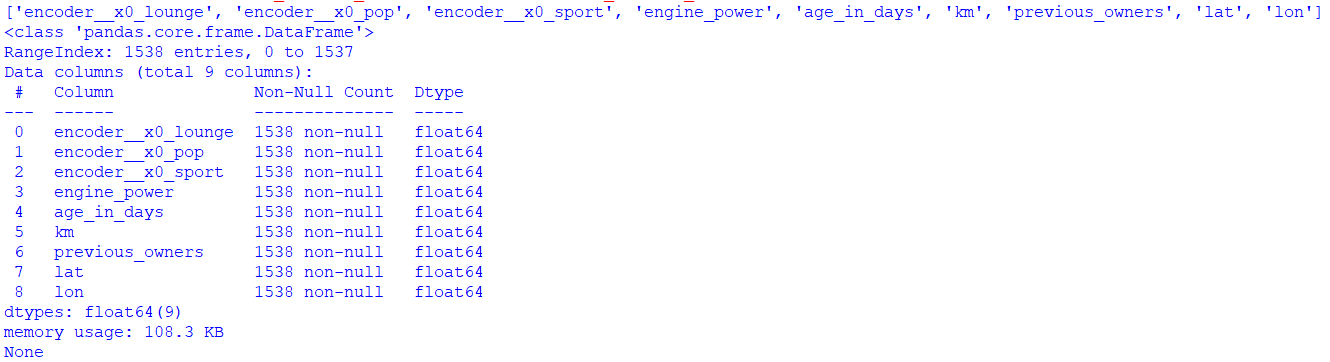 ['encoder__x0_lounge', 'encoder__x0_pop', 'encoder__x0_sport', 'engine_power', 'age_in_days', 'km', 'previous_owners', 'lat', 'lon']
<class 'pandas.core.frame.DataFrame'>
RangeIndex: 1538 entries, 0 to 1537
Data columns (total 9 columns):
 #   Column              Non-Null Count  Dtype
---  ------              --------------  -----
 0   encoder__x0_lounge  1538 non-null   float64
 1   encoder__x0_pop     1538 non-null   float64
 2   encoder__x0_sport   1538 non-null   float64
 3   engine_power        1538 non-null   float64
 4   age_in_days         1538 non-null   float64
 5   km                  1538 non-null   float64
 6   previous_owners     1538 non-null   float64
 7   lat                 1538 non-null   float64
 8   lon                 1538 non-null   float64
dtypes: float64(9)
memory usage: 108.3 KB
None